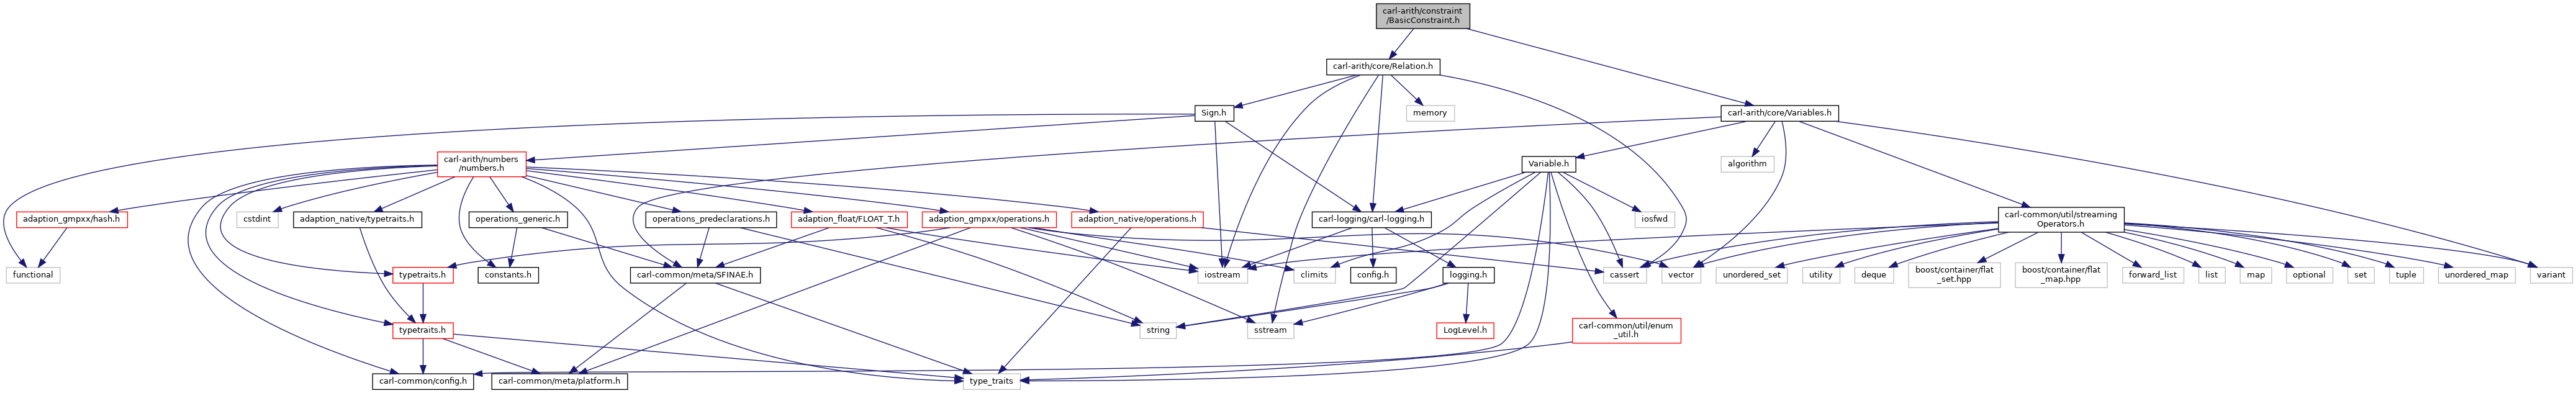 carl-arith/constraint
/BasicConstraint.h
carl-arith/core/Relation.h
Sign.h
memory
carl-arith/core/Variables.h
carl-arith/numbers
/numbers.h
Variable.h
algorithm
adaption_gmpxx/hash.h
cstdint
adaption_native/typetraits.h
operations_generic.h
operations_predeclarations.h
adaption_float/FLOAT_T.h
adaption_gmpxx/operations.h
adaption_native/operations.h
carl-logging/carl-logging.h
iosfwd
carl-common/util/streaming
Operators.h
functional
typetraits.h
constants.h
carl-common/meta/SFINAE.h
iostream
climits
config.h
logging.h
cassert
vector
unordered_set
utility
deque
boost/container/flat
_set.hpp
boost/container/flat
_map.hpp
forward_list
list
map
optional
set
tuple
unordered_map
variant
typetraits.h
string
sstream
LogLevel.h
carl-common/util/enum
_util.h
carl-common/config.h
carl-common/meta/platform.h
type_traits